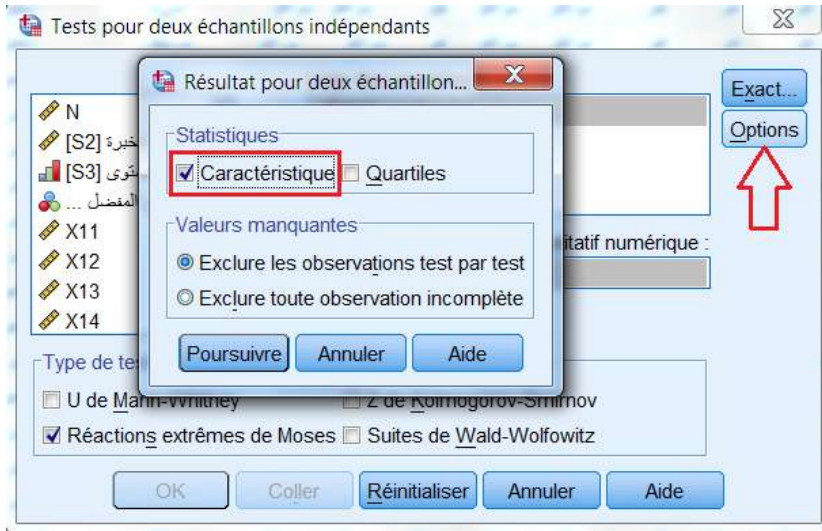 Tests pour deux échantillons indépendants
Résultat pour deux échantillon...
Exact...
Options
N
[S2] خبرة
[S3] توى
المفضل ...
X11
X12
X13
X14
Statistiques
Caractéristique Quartiles
Valeurs manquantes
Exclure les observations test par test
Exclure toute observation incomplète
itatif numérique :
Poursuivre Annuler Aide
Type de te
U de Mann-Whitney Z de Kolmogorov-Smirnov
Réactions extrêmes de Moses Suites de Wald-Wolfowitz
OK Coller Réinitialiser Annuler Aide